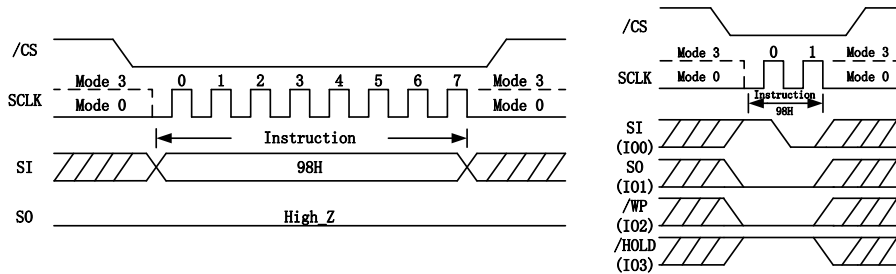 /CS
Mode 3 0 1 2 3 4 5 6 7 Mode 3
SCLK Mode 0 Mode 0
Instruction
SI 98H
SO High_Z
/CS
Mode 3 0 1 Mode 3
SCLK Mode 0 Mode 0
Instruction
98H
SI
(IO0)
SO
(IO1)
/WP
(IO2)
/HOLD
(IO3)